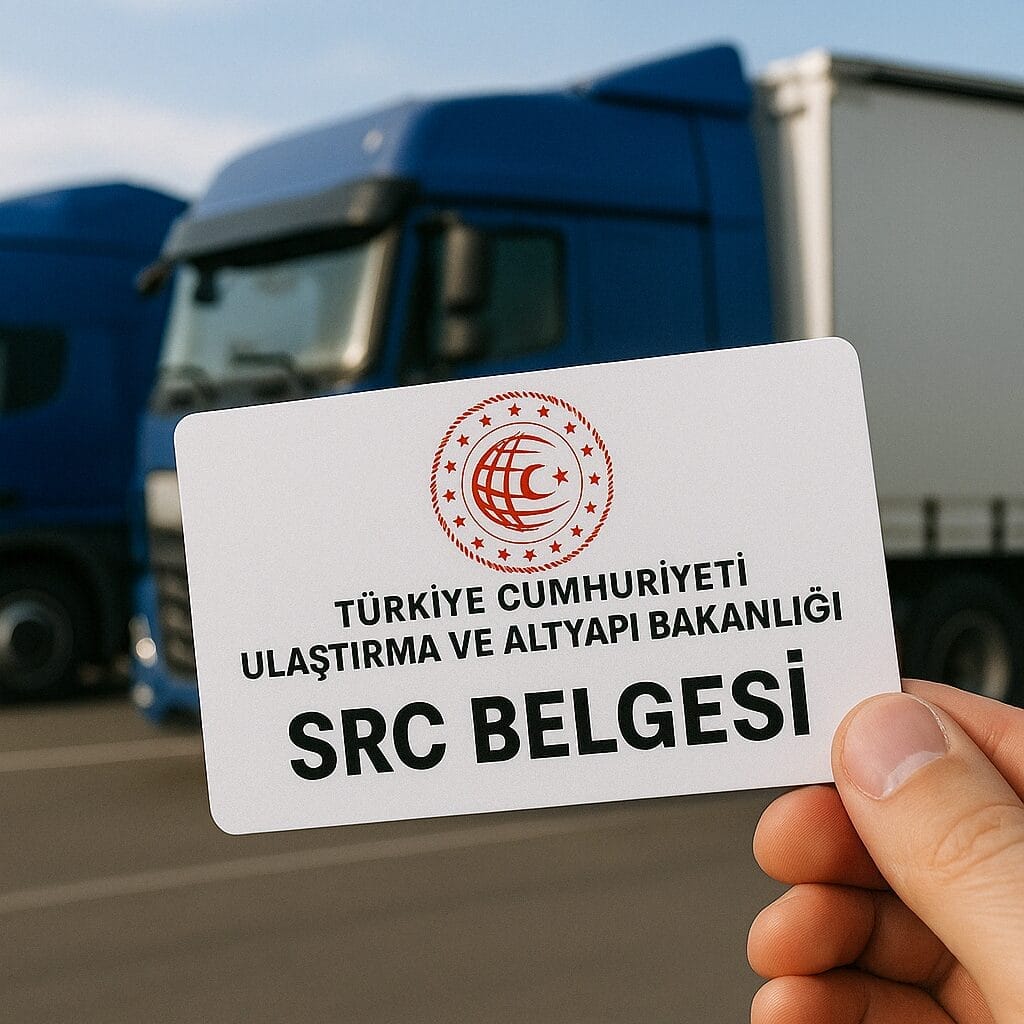 TÜRKİYE CUMHURİYETİ
ULAŞTIRMA VE ALTYAPI BAKANLIĞI
SRC BELGESİ